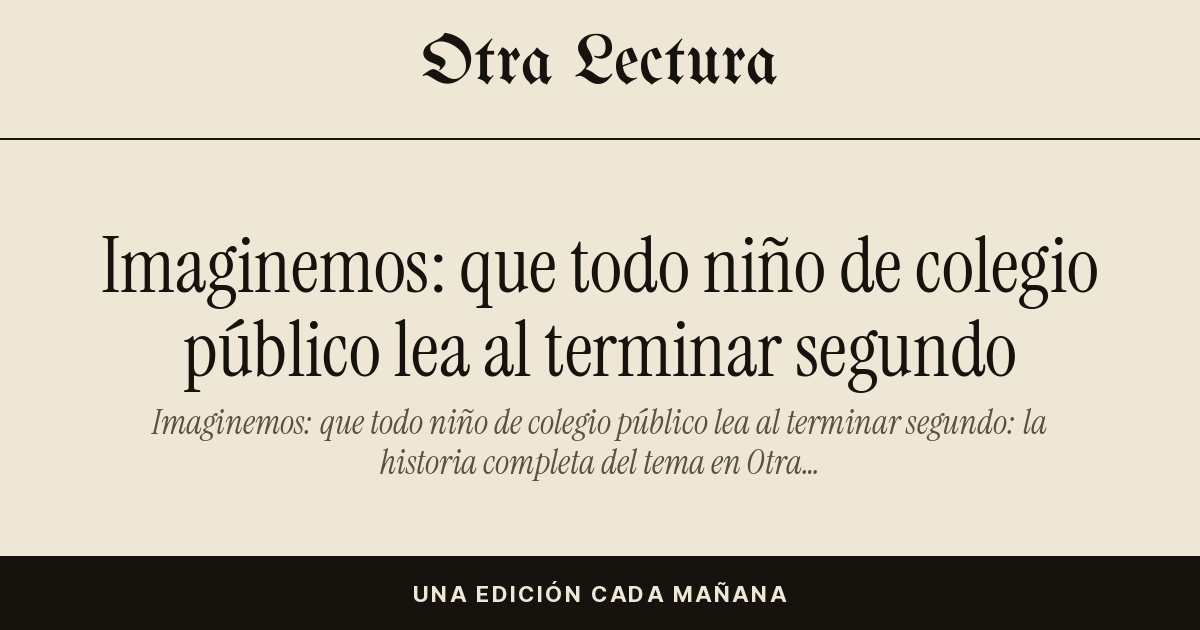 Otra Lectura
Imaginemos: que todo niño de colegio
público lea al terminar segundo
Imaginemos: que todo niño de colegio público lea al terminar segundo: la
historia completa del tema en Otra...
UNA EDICIÓN CADA MAÑANA